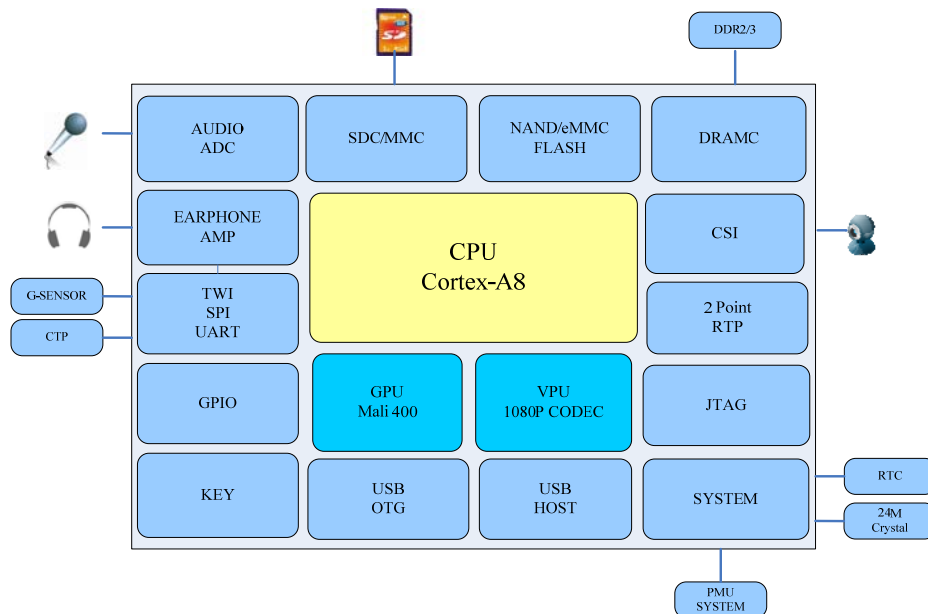 DDR2/3
SD
AUDIO
ADC
SDC/MMC
NAND/eMMC
FLASH
DRAMC
EARPHONE
AMP
CPU
Cortex-A8
CSI
G-SENSOR
CTP
TWI
SPI
UART
2 Point
RTP
GPIO
GPU
Mali 400
VPU
1080P CODEC
JTAG
KEY
USB
OTG
USB
HOST
SYSTEM
RTC
24M
Crystal
PMU
SYSTEM